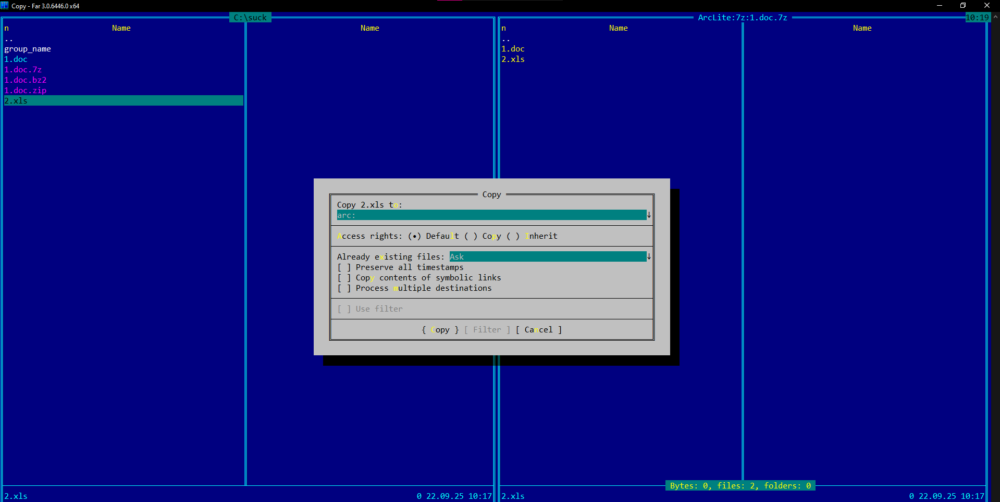 Copy - Far 3.0.6446.0 x64
C:\suck
n Name Name
..
group_name
1.doc
1.doc.7z
1.doc.bz2
1.doc.zip
2.xls
2.xls 0 22.09.25 10:17
ArcLite:7z:1.doc.7z 10:19
n Name Name
..
1.doc
2.xls
Bytes: 0, files: 2, folders: 0
2.xls 0 22.09.25 10:17
Copy
Copy 2.xls to:
arc: ↓
Access rights: (•) Default ( ) Copy ( ) Inherit
Already existing files: Ask ↓
[ ] Preserve all timestamps
[ ] Copy contents of symbolic links
[ ] Process multiple destinations
[ ] Use filter
{ Copy } [ Filter ] [ Cancel ]